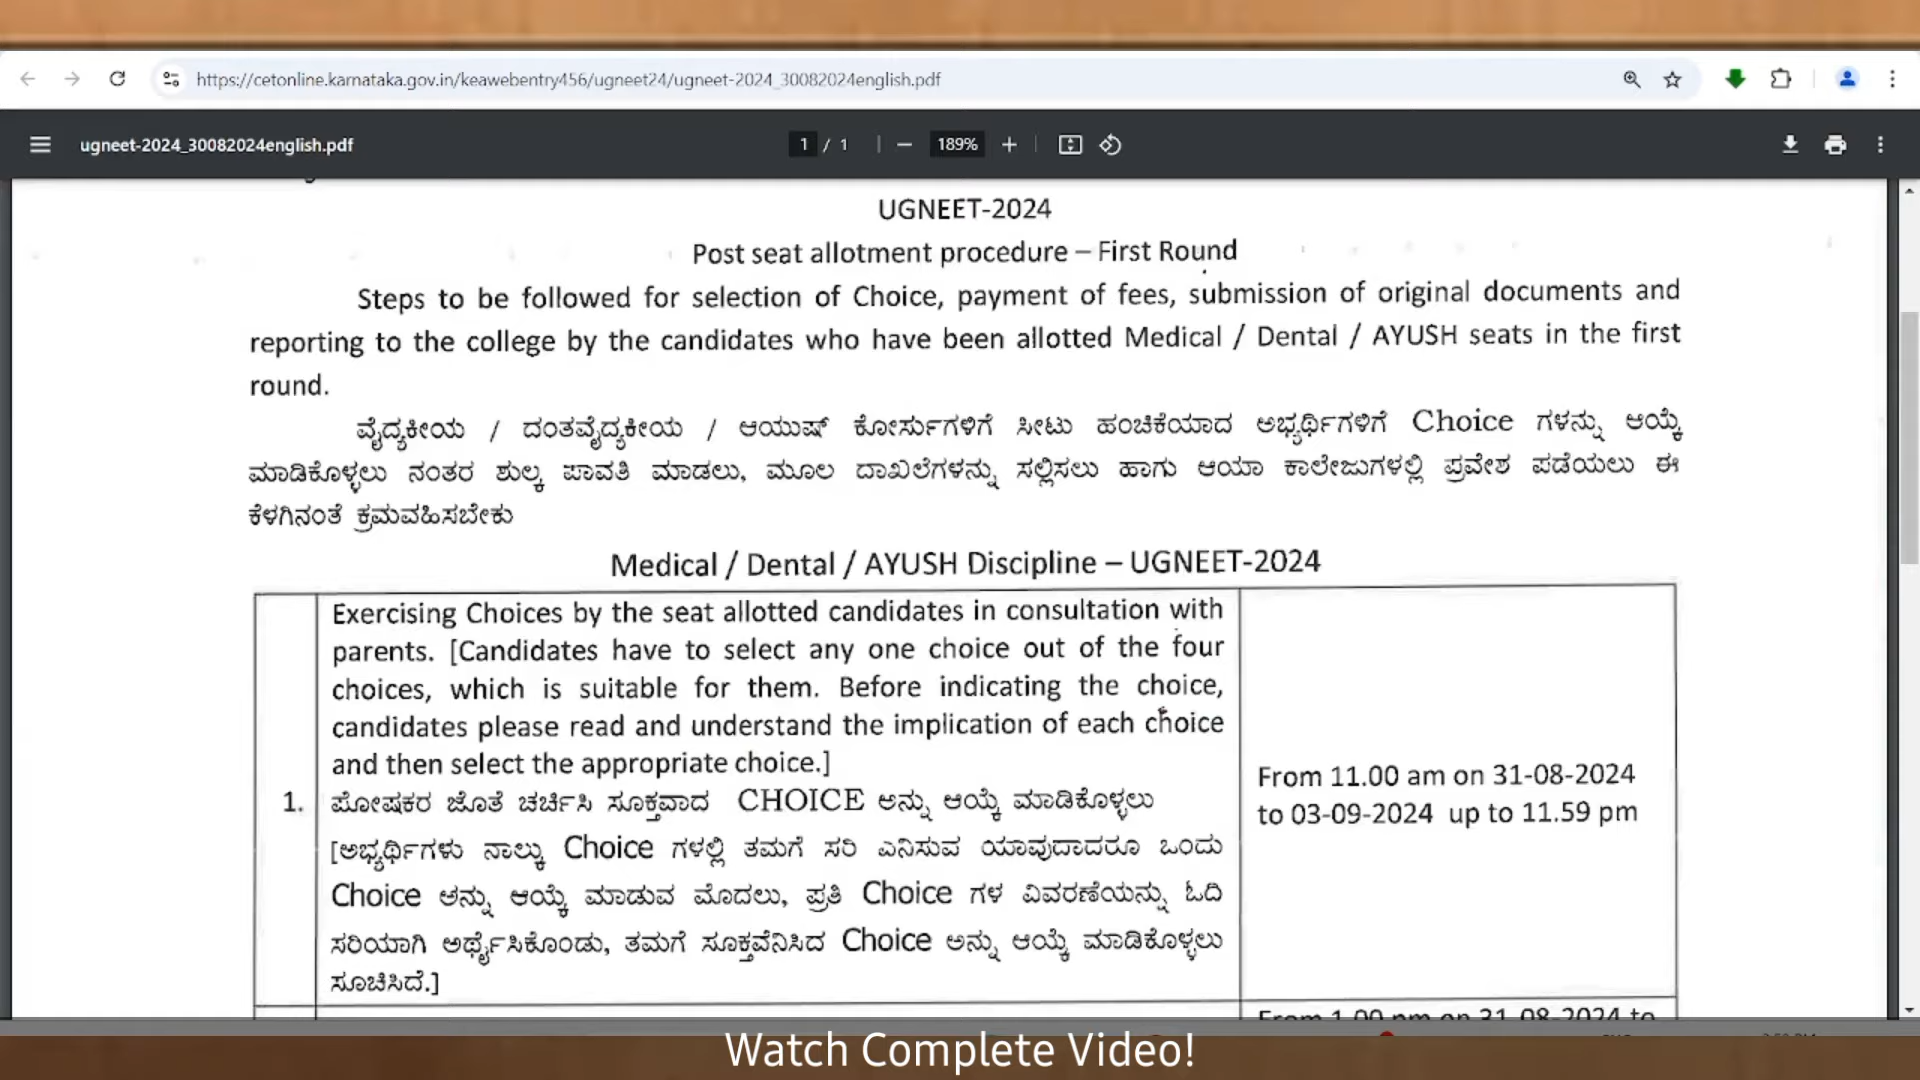 https://cetonline.karnataka.gov.in/keawebentry456/ugneet24/ugneet-2024_30082024english.pdf
ugneet-2024_30082024english.pdf
1 / 1
189%
UGNEET-2024
Post seat allotment procedure – First Round
Steps to be followed for selection of Choice, payment of fees, submission of original documents and
reporting to the college by the candidates who have been allotted Medical / Dental / AYUSH seats in the first
round.
ವೈದ್ಯಕೀಯ / ದಂತವೈದ್ಯಕೀಯ / ಆಯುಷ್ ಕೋರ್ಸುಗಳಿಗೆ ಸೀಟು ಹಂಚಿಕೆಯಾದ ಅಭ್ಯರ್ಥಿಗಳಿಗೆ Choice ಗಳನ್ನು ಆಯ್ಕೆ
ಮಾಡಿಕೊಳ್ಳಲು ನಂತರ ಶುಲ್ಕ ಪಾವತಿ ಮಾಡಲು, ಮೂಲ ದಾಖಲೆಗಳನ್ನು ಸಲ್ಲಿಸಲು ಹಾಗು ಆಯಾ ಕಾಲೇಜುಗಳಲ್ಲಿ ಪ್ರವೇಶ ಪಡೆಯಲು ಈ
ಕೆಳಗಿನಂತೆ ಕ್ರಮವಹಿಸಬೇಕು
Medical / Dental / AYUSH Discipline – UGNEET-2024
1.
Exercising Choices by the seat allotted candidates in consultation with
parents. [Candidates have to select any one choice out of the four
choices, which is suitable for them. Before indicating the choice,
candidates please read and understand the implication of each choice
and then select the appropriate choice.]
ಪೋಷಕರ ಜೊತೆ ಚರ್ಚಿಸಿ ಸೂಕ್ತವಾದ CHOICE ಅನ್ನು ಆಯ್ಕೆ ಮಾಡಿಕೊಳ್ಳಲು
[ಅಭ್ಯರ್ಥಿಗಳು ನಾಲ್ಕು Choice ಗಳಲ್ಲಿ ತಮಗೆ ಸರಿ ಎನಿಸುವ ಯಾವುದಾದರೂ ಒಂದು
Choice ಅನ್ನು ಆಯ್ಕೆ ಮಾಡುವ ಮೊದಲು, ಪ್ರತಿ Choice ಗಳ ವಿವರಣೆಯನ್ನು ಓದಿ
ಸರಿಯಾಗಿ ಅರ್ಥೈಸಿಕೊಂಡು, ತಮಗೆ ಸೂಕ್ತವೆನಿಸಿದ Choice ಅನ್ನು ಆಯ್ಕೆ ಮಾಡಿಕೊಳ್ಳಲು
ಸೂಚಿಸಿದೆ.]
From 11.00 am on 31-08-2024
to 03-09-2024 up to 11.59 pm
From 1.00 pm on 31-08-2024 to
Watch Complete Video!